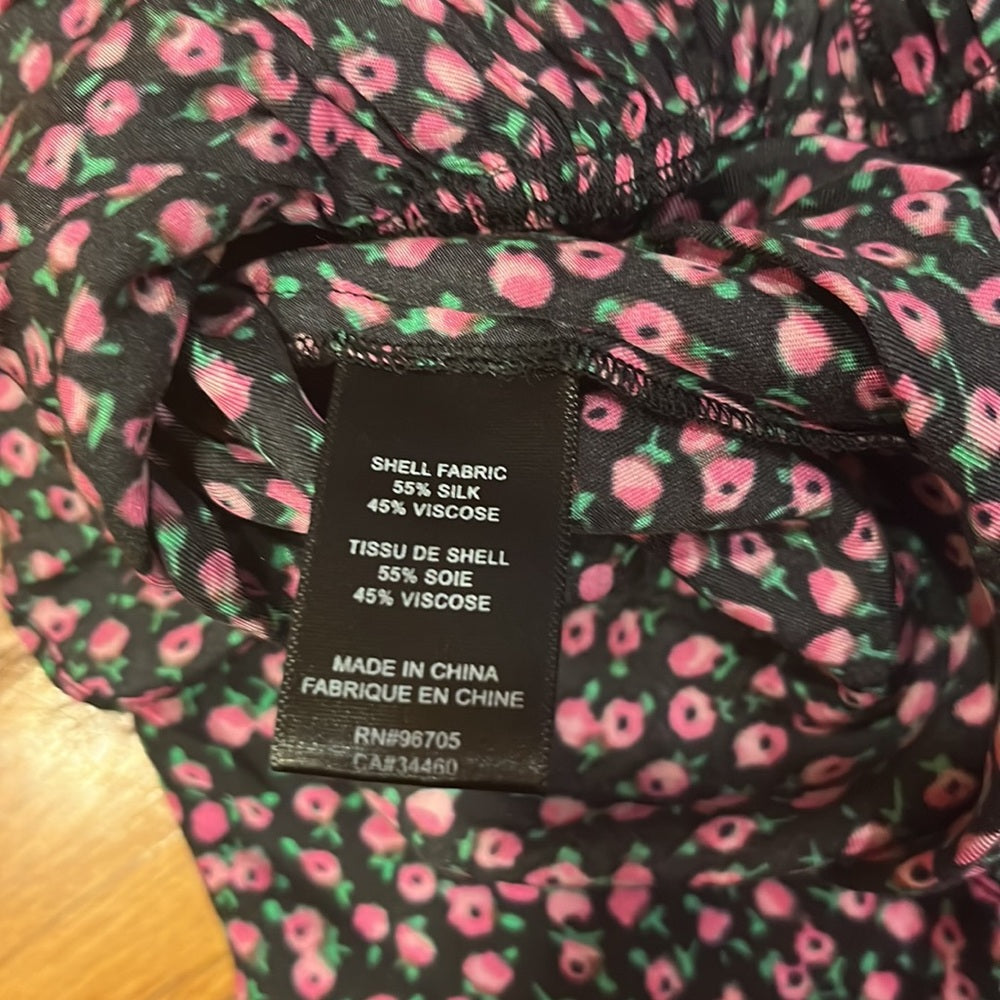 SHELL FABRIC
55% SILK
45% VISCOSE
TISSU DE SHELL
55% SOIE
45% VISCOSE
MADE IN CHINA
FABRIQUE EN CHINE
RN#96705
CA#34460